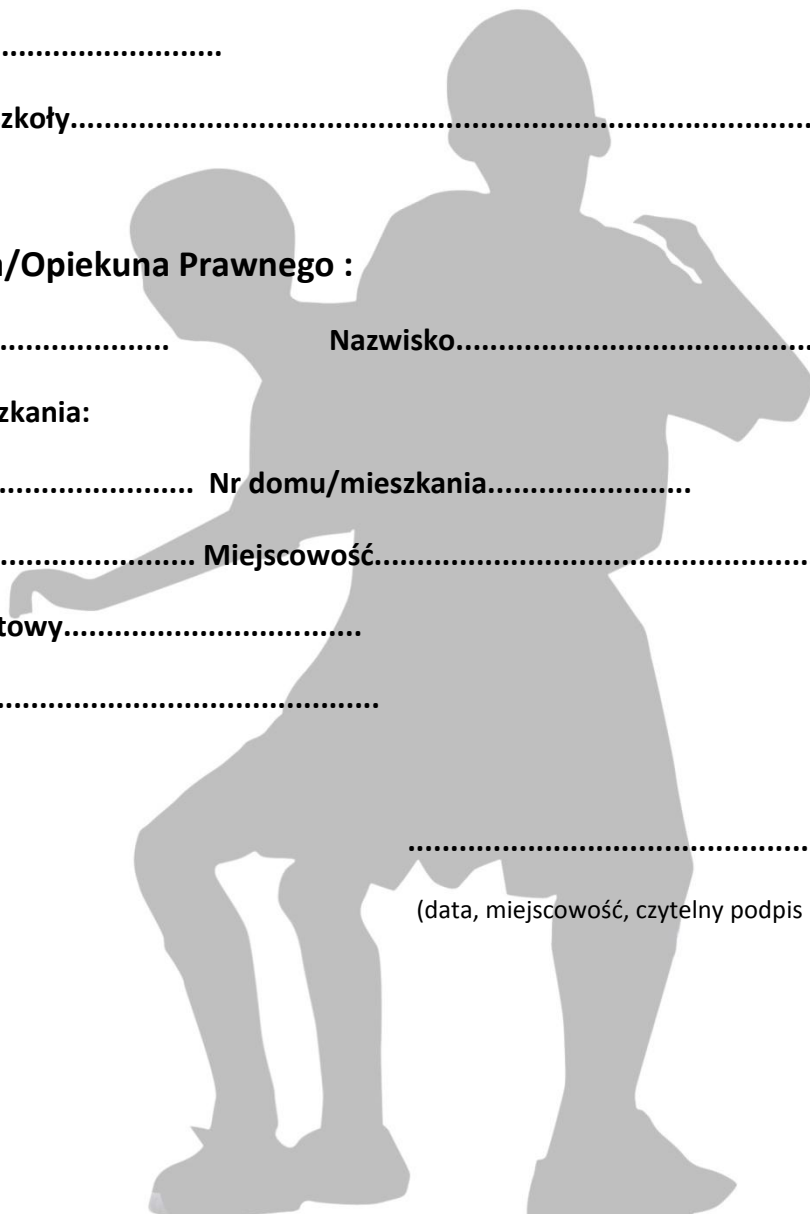 ..............................
zkoły...........................................................................................
/Opiekuna Prawnego :
..................... Nazwisko...........................................
zkania:
........................... Nr domu/mieszkania........................
........................... Miejscowość....................................................
towy...................................
..............................................
................................................
(data, miejscowość, czytelny podpis